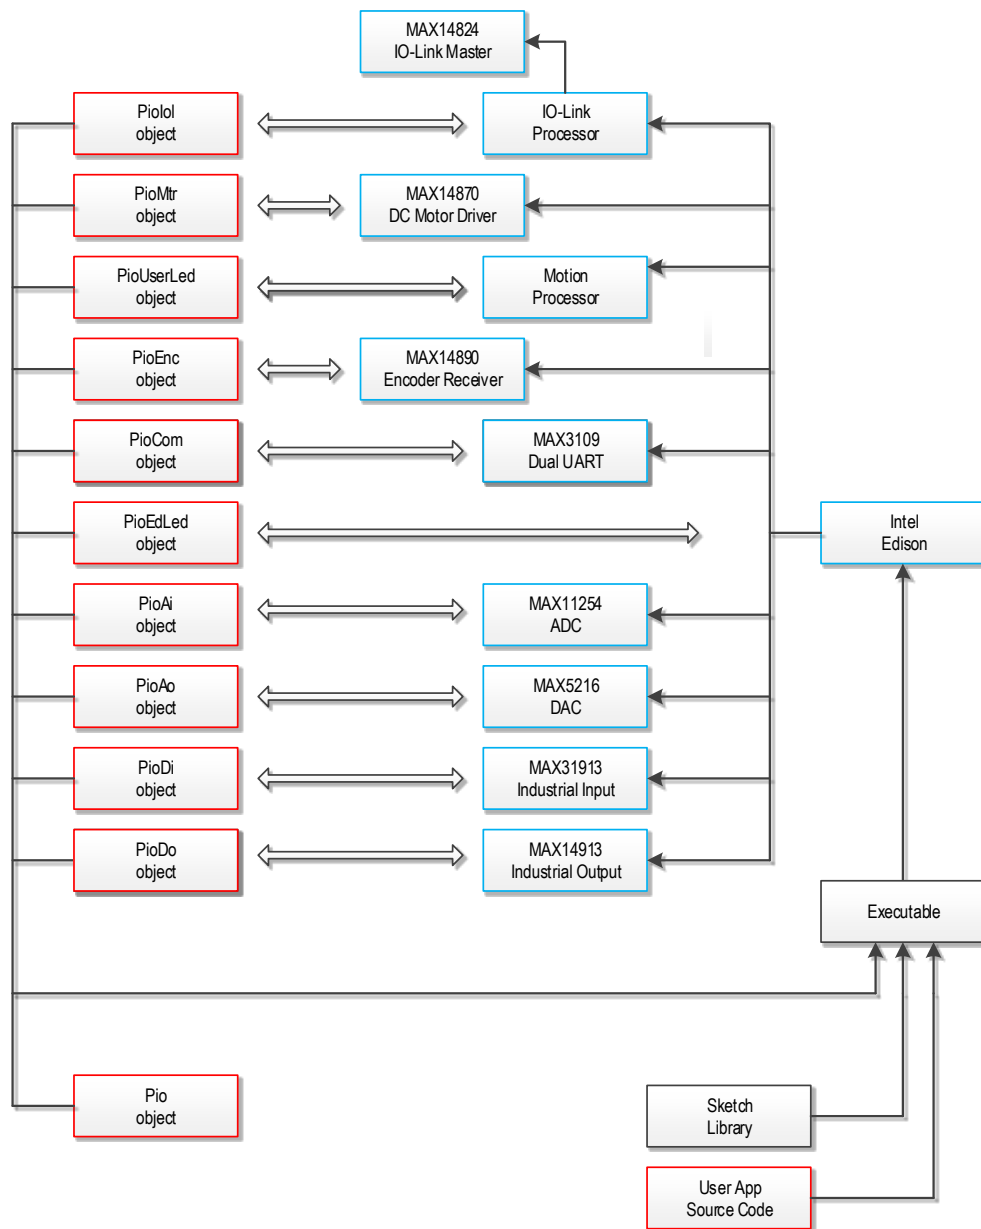 MAX14824
IO-Link Master
PioIol
object
IO-Link
Processor
PioMtr
object
MAX14870
DC Motor Driver
PioUserLed
object
Motion
Processor
PioEnc
object
MAX14890
Encoder Receiver
PioCom
object
MAX3109
Dual UART
PioEdLed
object
Intel
Edison
PioAi
object
MAX11254
ADC
PioAo
object
MAX5216
DAC
PioDi
object
MAX31913
Industrial Input
PioDo
object
MAX14913
Industrial Output
Executable
Pio
object
Sketch
Library
User App
Source Code